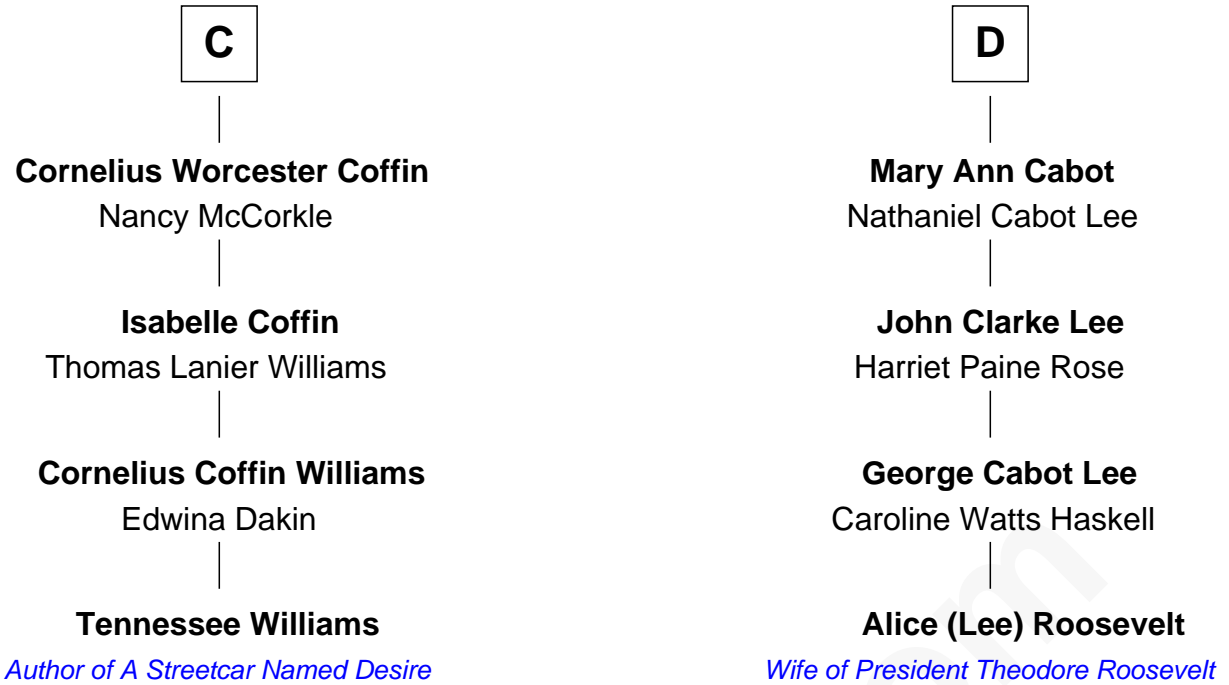 C
Cornelius Worcester Coffin
Nancy McCorkle
Isabelle Coffin
Thomas Lanier Williams
Cornelius Coffin Williams
Edwina Dakin
Tennessee Williams
Author of A Streetcar Named Desire
D
Mary Ann Cabot
Nathaniel Cabot Lee
John Clarke Lee
Harriet Paine Rose
George Cabot Lee
Caroline Watts Haskell
Alice (Lee) Roosevelt
Wife of President Theodore Roosevelt